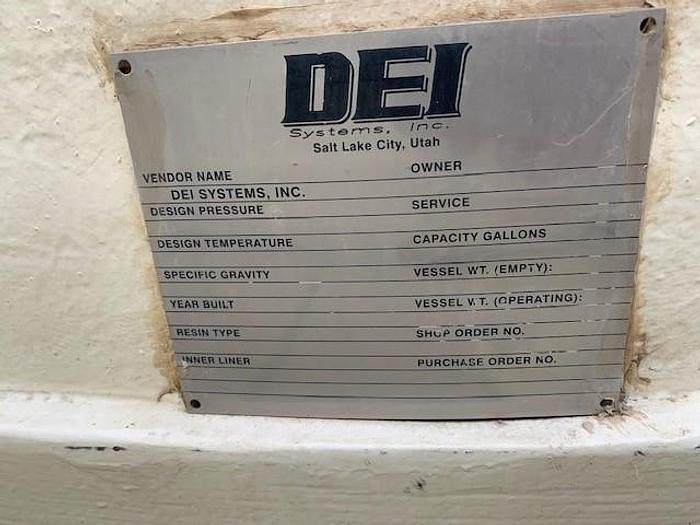 DEI
Systems, Inc.
Salt Lake City, Utah
VENDOR NAME OWNER
DEI SYSTEMS, INC.
DESIGN PRESSURE SERVICE
DESIGN TEMPERATURE CAPACITY GALLONS
SPECIFIC GRAVITY VESSEL WT. (EMPTY):
YEAR BUILT VESSEL WT. (OPERATING):
RESIN TYPE SHOP ORDER NO.
INNER LINER PURCHASE ORDER NO.